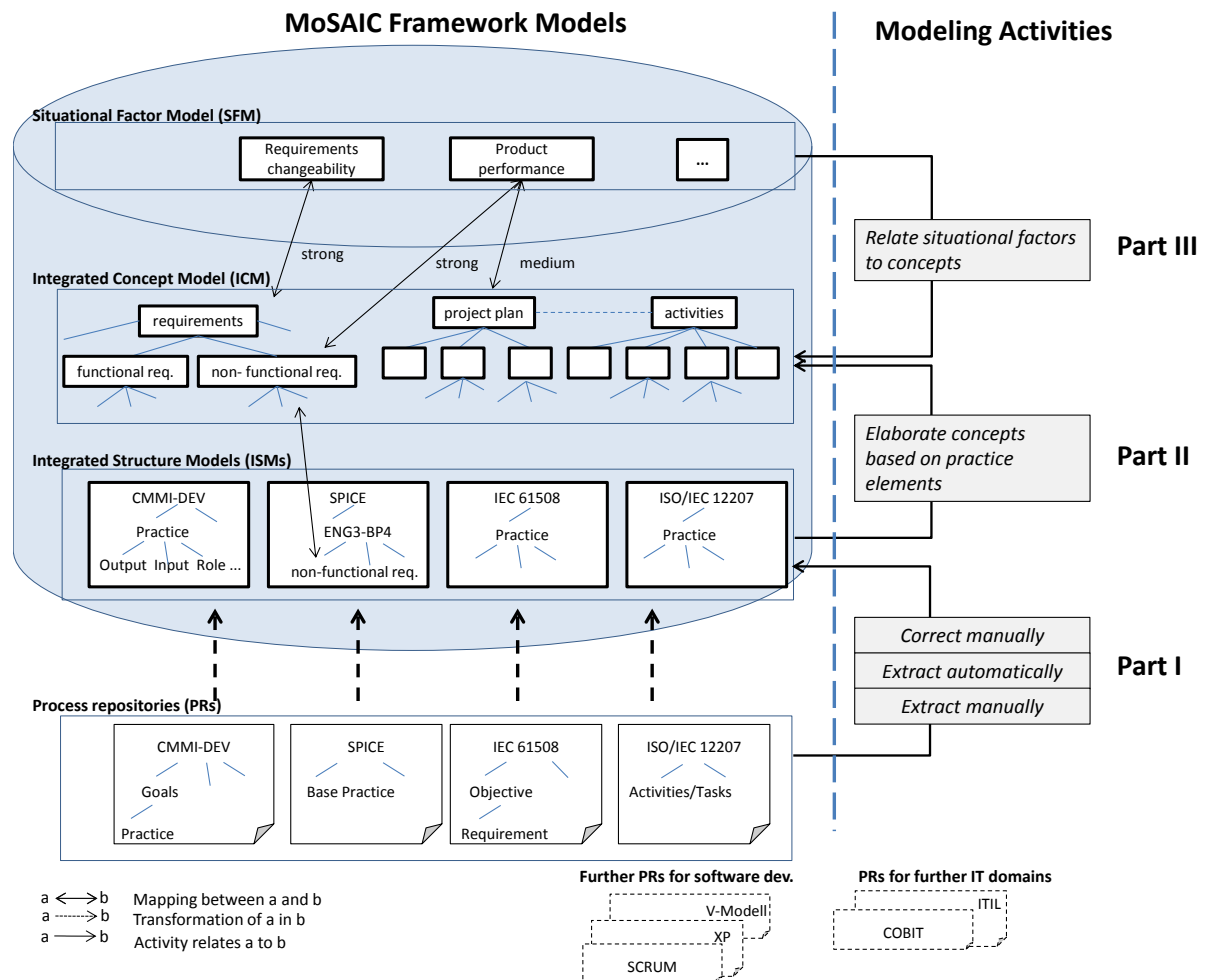 MoSAIC Framework Models
Modeling Activities
Situational Factor Model (SFM)
Requirements
changeability
Product
performance
...
strong
strong
medium
Relate situational factors
to concepts
Part III
Integrated Concept Model (ICM)
requirements
project plan
activities
functional req.
non- functional req.
Elaborate concepts
based on practice
elements
Part II
Integrated Structure Models (ISMs)
CMMI-DEV
Practice
Output Input Role ...
SPICE
ENG3-BP4
non-functional req.
IEC 61508
Practice
ISO/IEC 12207
Practice
Correct manually
Extract automatically
Extract manually
Part I
Process repositories (PRs)
CMMI-DEV
Goals
Practice
SPICE
Base Practice
IEC 61508
Objective
Requirement
ISO/IEC 12207
Activities/Tasks
a b Mapping between a and b
a b Transformation of a in b
a b Activity relates a to b
Further PRs for software dev.
V-Modell
XP
SCRUM
PRs for further IT domains
ITIL
COBIT